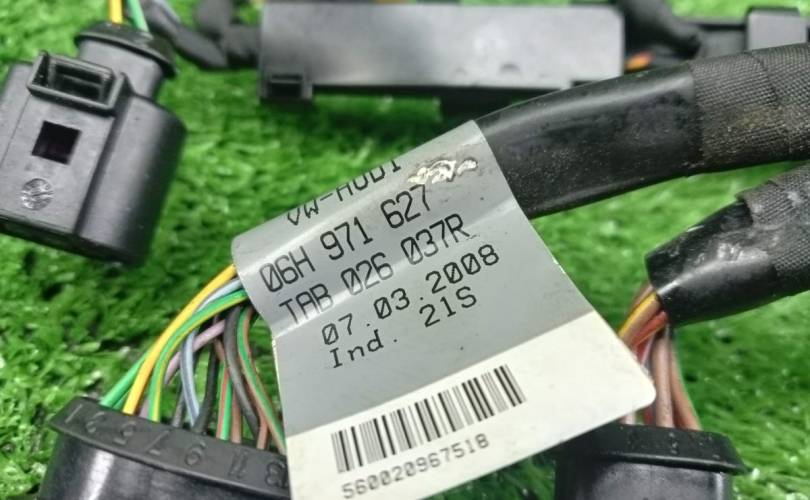 VW-AUDI
06H 971 627
TAB 026 037R
07.03.2008
Ind. 21S
560020967518